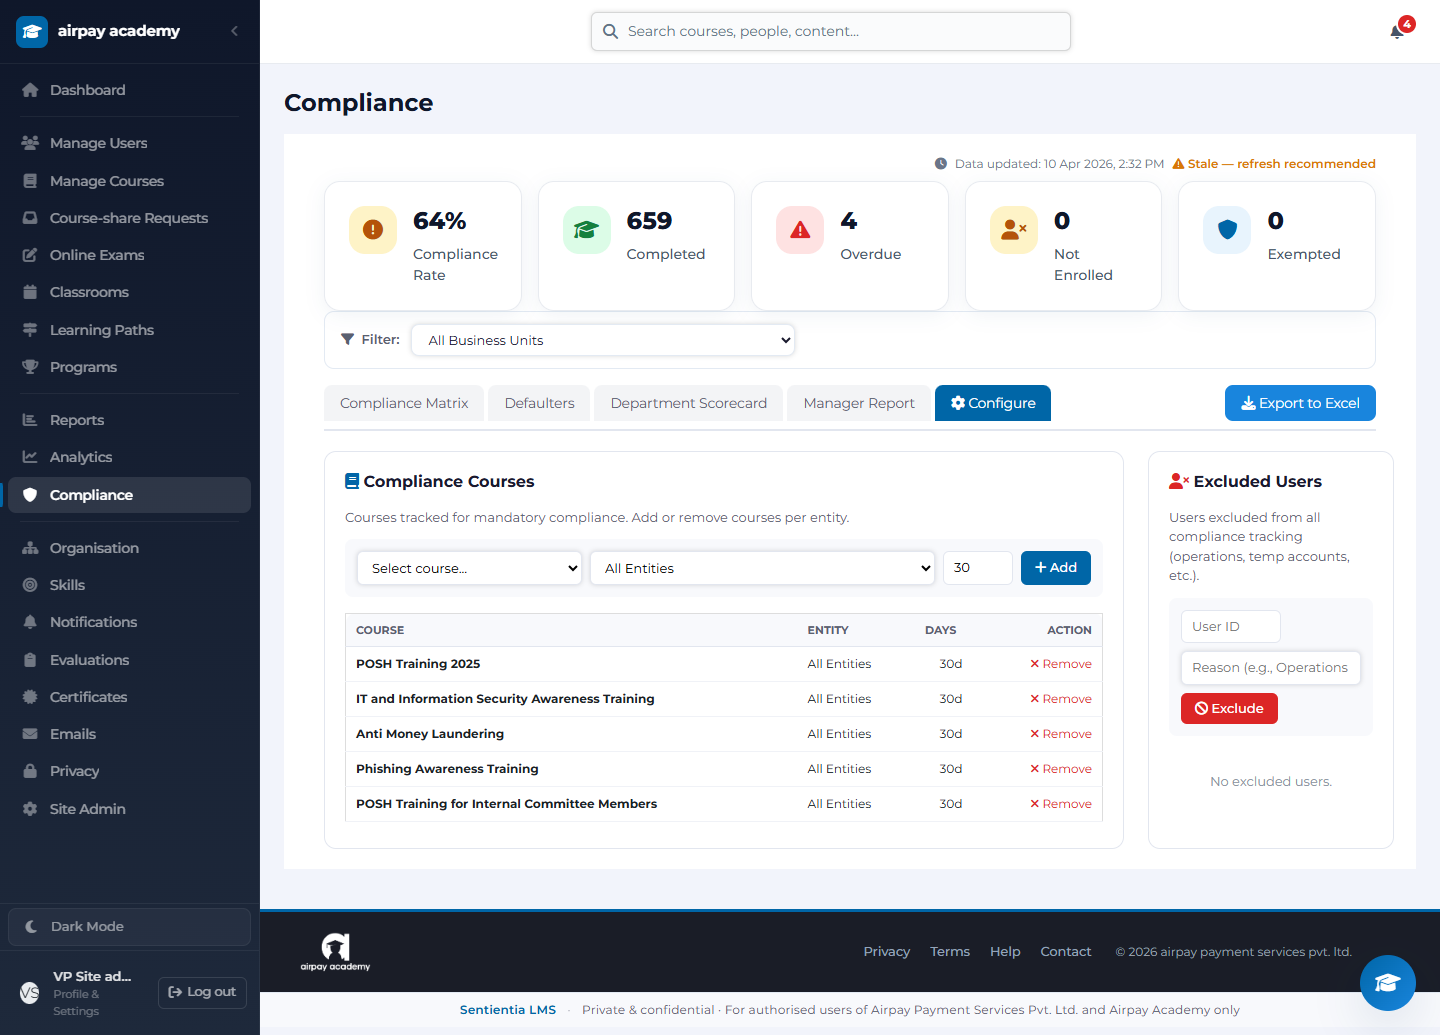 airpay academy
Search courses, people, content...
4
Dashboard
Manage Users
Manage Courses
Course-share Requests
Online Exams
Classrooms
Learning Paths
Programs
Reports
Analytics
Compliance
Organisation
Skills
Notifications
Evaluations
Certificates
Emails
Privacy
Site Admin
Dark Mode
VS
VP Site ad...
Profile &
Settings
Log out
Compliance
Data updated: 10 Apr 2026, 2:32 PM Stale — refresh recommended
64%
Compliance
Rate
659
Completed
4
Overdue
0
Not
Enrolled
0
Exempted
Filter: All Business Units
Compliance Matrix Defaulters Department Scorecard Manager Report Configure Export to Excel
Compliance Courses
Courses tracked for mandatory compliance. Add or remove courses per entity.
Select course... All Entities 30 + Add
COURSE ENTITY DAYS ACTION
POSH Training 2025 All Entities 30d Remove
IT and Information Security Awareness Training All Entities 30d Remove
Anti Money Laundering All Entities 30d Remove
Phishing Awareness Training All Entities 30d Remove
POSH Training for Internal Committee Members All Entities 30d Remove
Excluded Users
Users excluded from all
compliance tracking
(operations, temp accounts,
etc.).
User ID
Reason (e.g., Operations
Exclude
No excluded users.
airpay academy
Privacy Terms Help Contact © 2026 airpay payment services pvt. ltd.
Sentientia LMS · Private & confidential · For authorised users of Airpay Payment Services Pvt. Ltd. and Airpay Academy only